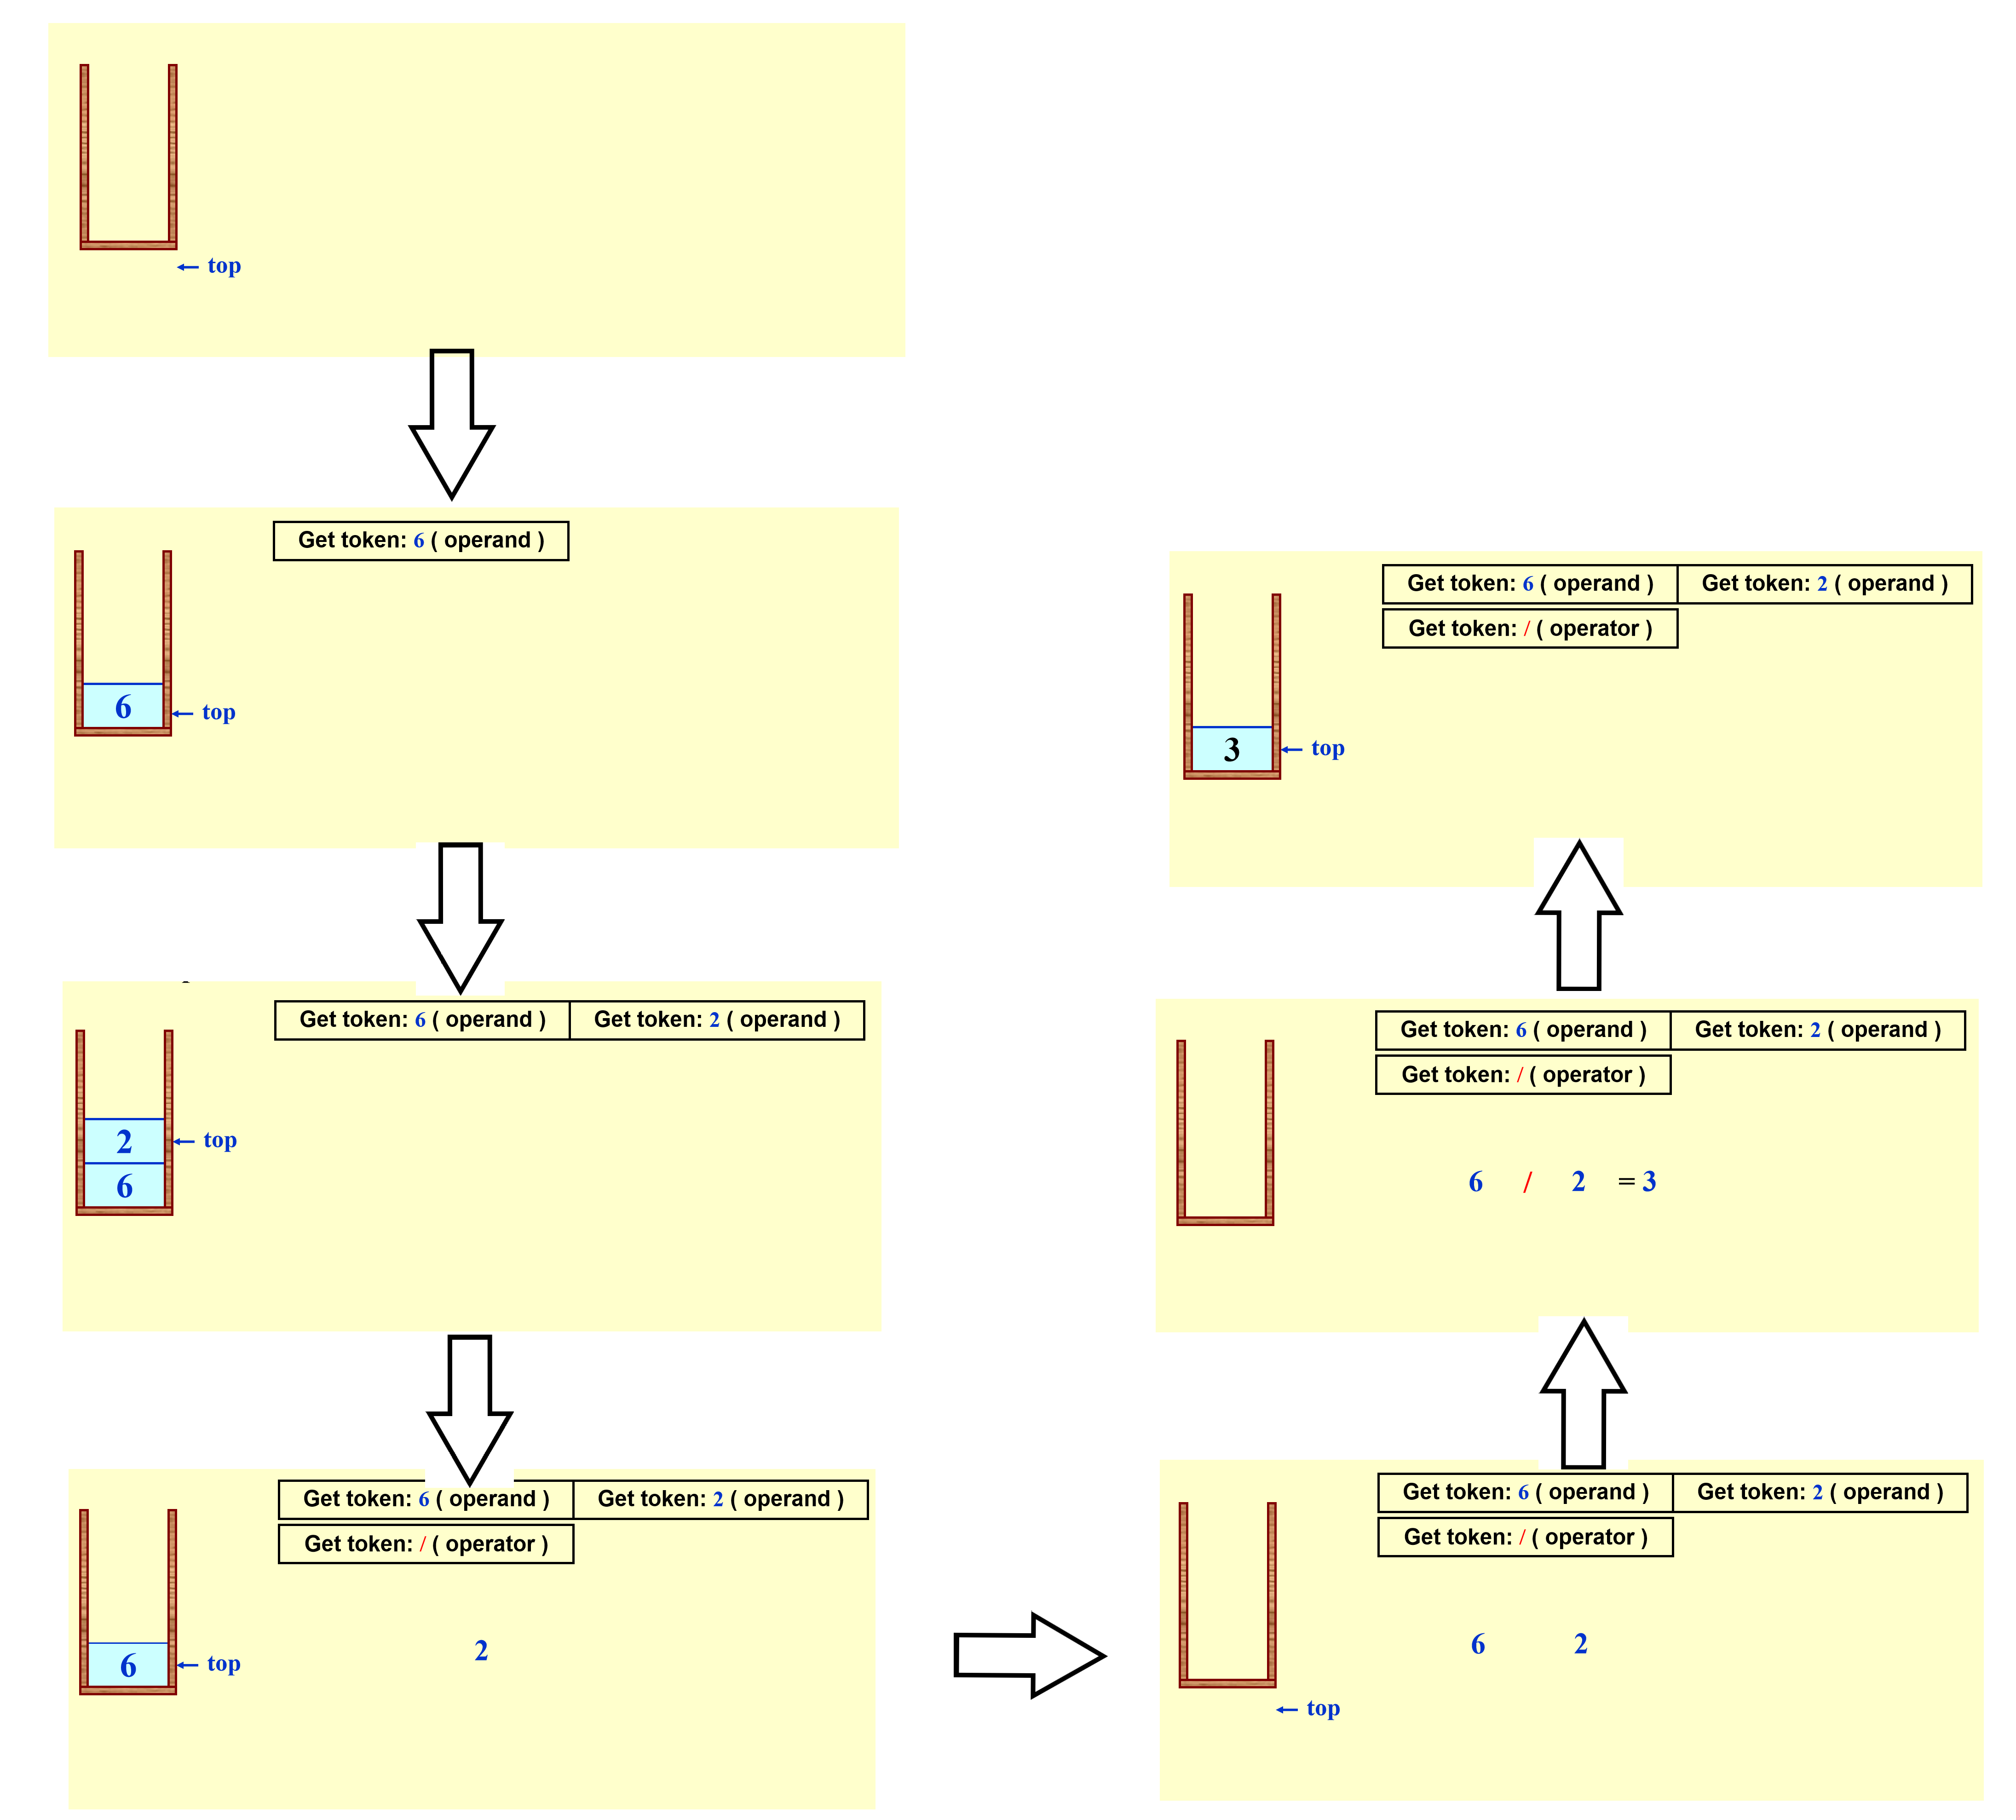 top
Get token: 6 ( operand )
6
top
Get token: 6 ( operand ) Get token: 2 ( operand )
2
top
6
Get token: 6 ( operand ) Get token: 2 ( operand )
Get token: / ( operator )
2
6
top
Get token: 6 ( operand ) Get token: 2 ( operand )
Get token: / ( operator )
6 2
top
Get token: 6 ( operand ) Get token: 2 ( operand )
Get token: / ( operator )
6 / 2 = 3
Get token: 6 ( operand ) Get token: 2 ( operand )
Get token: / ( operator )
3
top